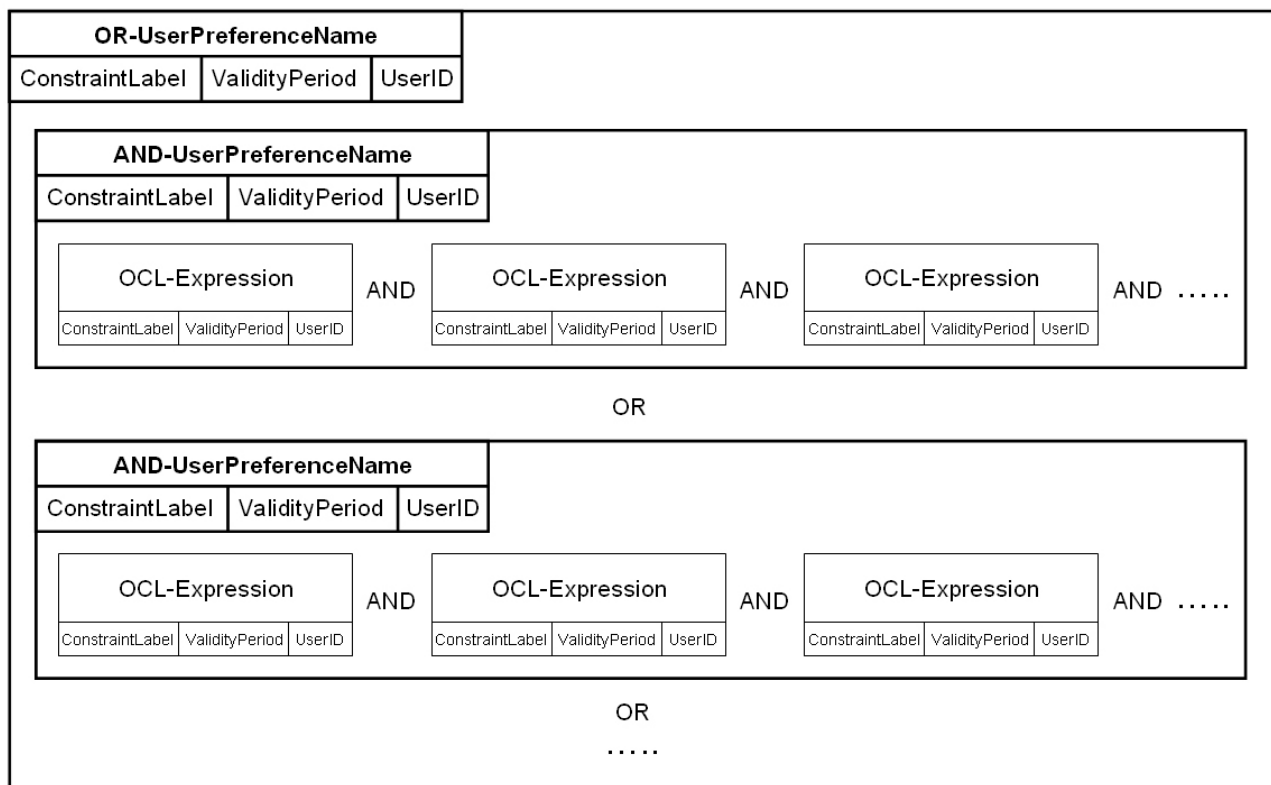 OR-UserPreferenceName
ConstraintLabel ValidityPeriod UserID
AND-UserPreferenceName
ConstraintLabel ValidityPeriod UserID
OCL-Expression AND OCL-Expression AND OCL-Expression AND .....
ConstraintLabel ValidityPeriod UserID ConstraintLabel ValidityPeriod UserID ConstraintLabel ValidityPeriod UserID
OR
AND-UserPreferenceName
ConstraintLabel ValidityPeriod UserID
OCL-Expression AND OCL-Expression AND OCL-Expression AND .....
ConstraintLabel ValidityPeriod UserID ConstraintLabel ValidityPeriod UserID ConstraintLabel ValidityPeriod UserID
OR
.....